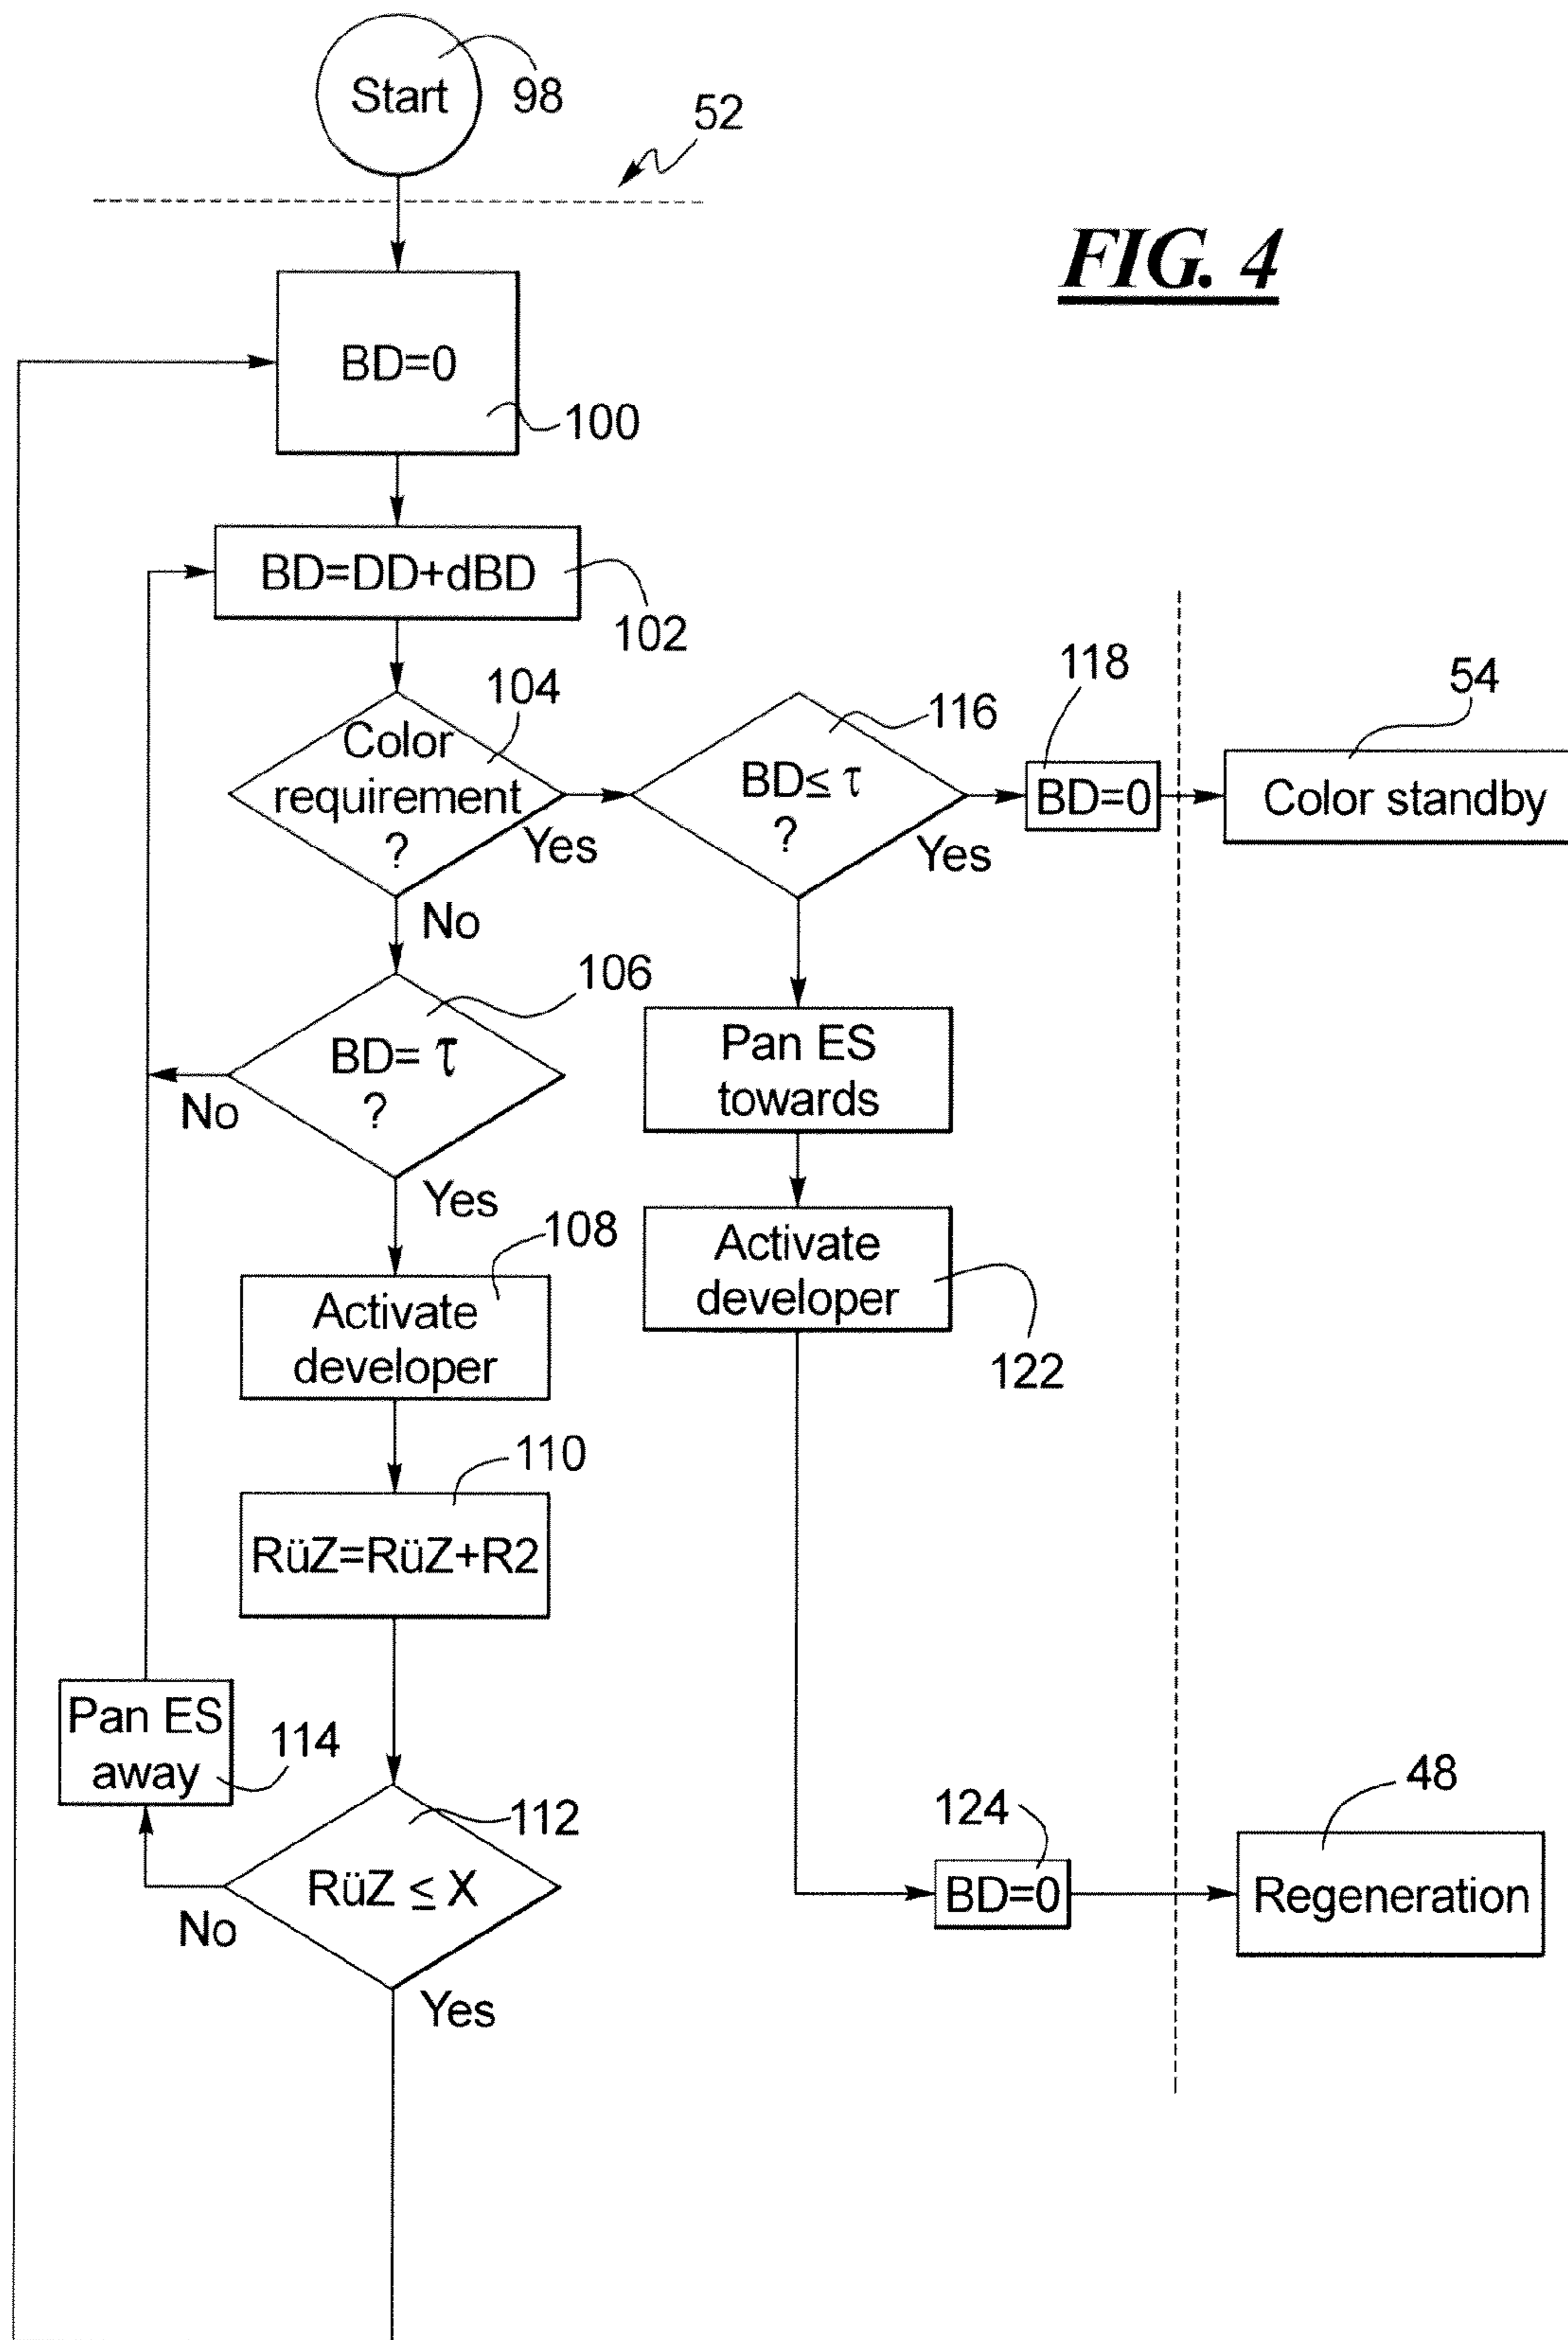 Start
98
52
FIG. 4
BD=0
100
BD=DD+dBD
102
104
Color
requirement
?
Yes
No
116
BD≤ τ
?
Yes
118
BD=0
54
Color standby
106
BD= τ
?
No
Yes
Pan ES
towards
108
Activate
developer
Activate
developer
122
110
RüZ=RüZ+R2
Pan ES
away
114
112
RüZ ≤ X
No
Yes
124
BD=0
48
Regeneration